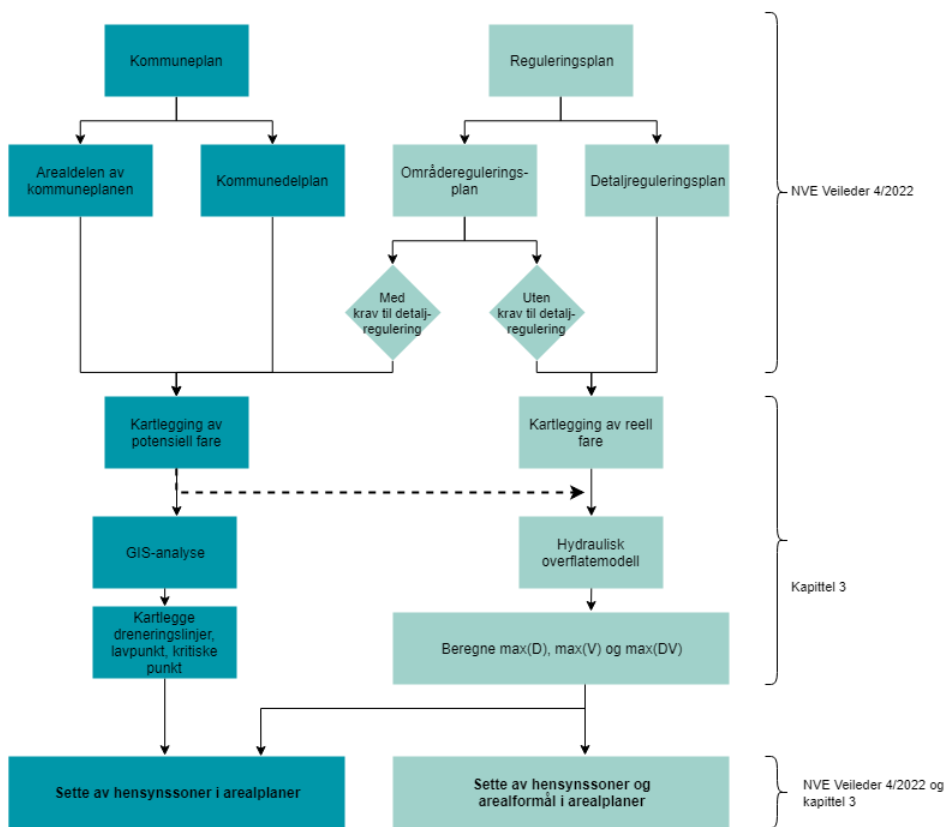 Kommuneplan
Reguleringsplan
Arealdelen av
kommuneplanen
Kommunedelplan
Områderegulerings-
plan
Detaljreguleringsplan
NVE Veileder 4/2022
Med
krav til detalj-
regulering
Uten
krav til detalj-
regulering
Kartlegging av
potensiell fare
Kartlegging av reell
fare
GIS-analyse
Hydraulisk
overflatemodell
Kapittel 3
Kartlegge
dreneringslinjer,
lavpunkt, kritiske
punkt
Beregne max(D), max(V) og max(DV)
Sette av hensynssoner i arealplaner
Sette av hensynssoner og
arealformål i arealplaner
NVE Veileder 4/2022 og
kapittel 3